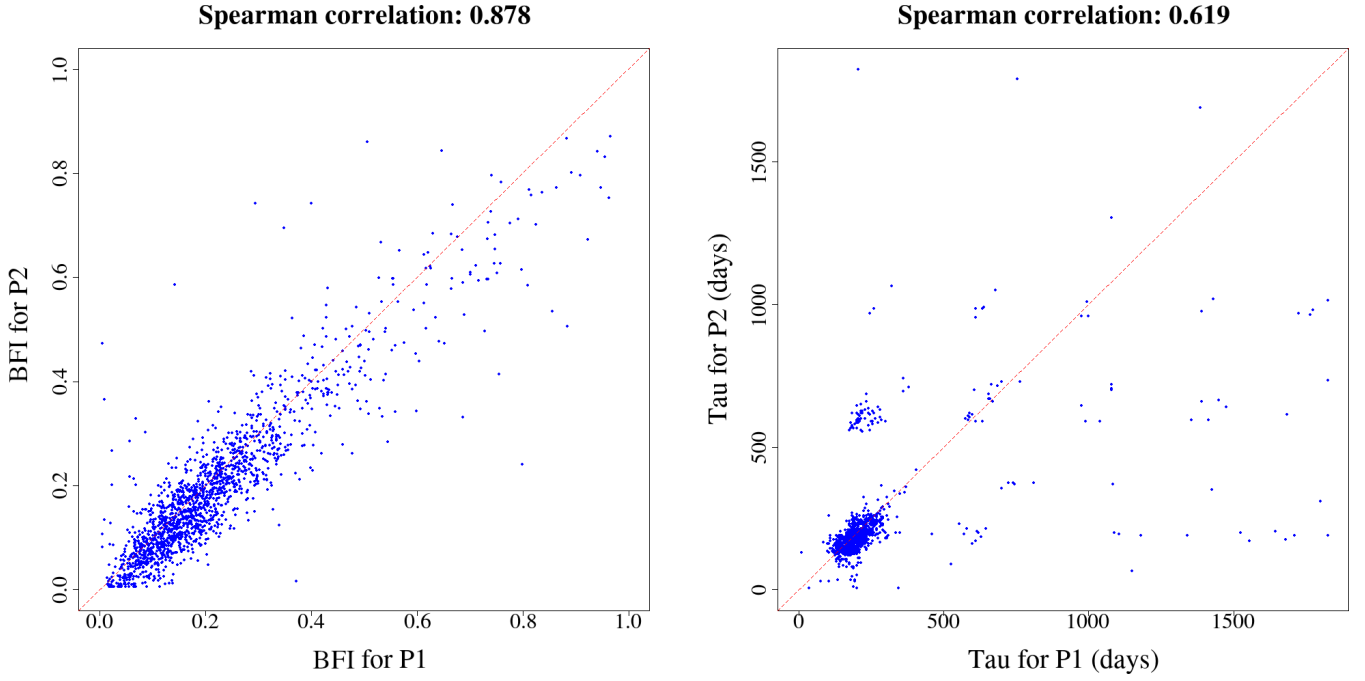 Spearman correlation: 0.878
BFI for P2
1.0
0.8
0.6
0.4
0.2
0.0
0.0 0.2 0.4 0.6 0.8 1.0
BFI for P1
Spearman correlation: 0.619
Tau for P2 (days)
1500
1000
500
0
0 500 1000 1500
Tau for P1 (days)